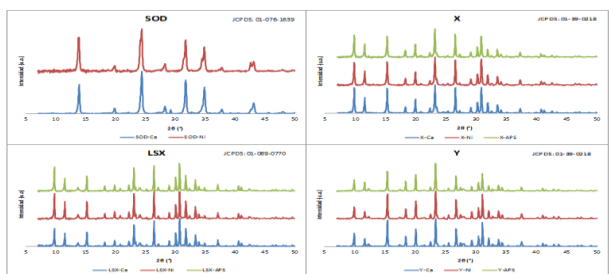 SOD
JCPDS: 01-076-1639
Intensidad (u.a)
5 10 15 20 25 30 35 40 45 50
2θ (°)
SOD-Ca SOD-Ni
X
JCPDS: 01-89-0218
Intensidad (u.a)
5 10 15 20 25 30 35 40 45 50
2θ (°)
X-Ca X-Ni X-APS
LSX
JCPDS: 01-089-0770
Intensidad (u.a)
5 10 15 20 25 30 35 40 45 50
2θ (°)
LSX-Ca LSX-Ni LSX-APS
Y
JCPDS: 01-89-0218
Intensidad (u.a)
5 10 15 20 25 30 35 40 45 50
2θ (°)
Y-Ca Y-Ni Y-APS